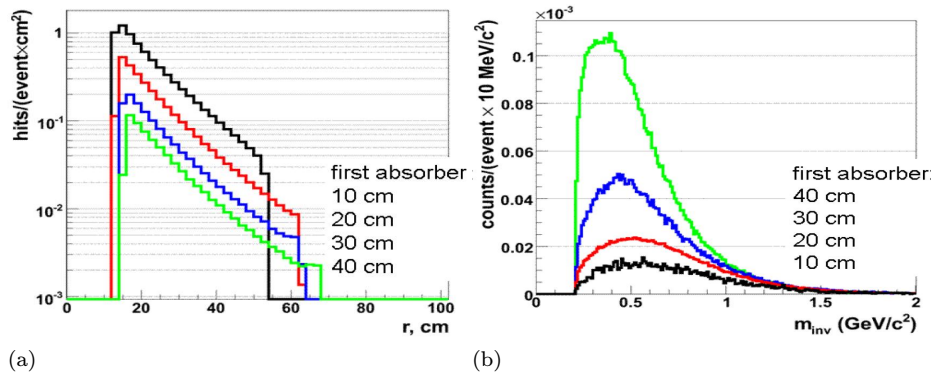 hits/(event×cm²)
1
10⁻¹
10⁻²
10⁻³
first absorber:
10 cm
20 cm
30 cm
40 cm
0 20 40 60 80 100
r, cm
(a)
×10⁻³
counts/(event × 10 MeV/c²)
0.1
0.08
0.06
0.04
0.02
0.0
first absorber:
40 cm
30 cm
20 cm
10 cm
0 0.5 1 1.5 2
m_inv (GeV/c²)
(b)